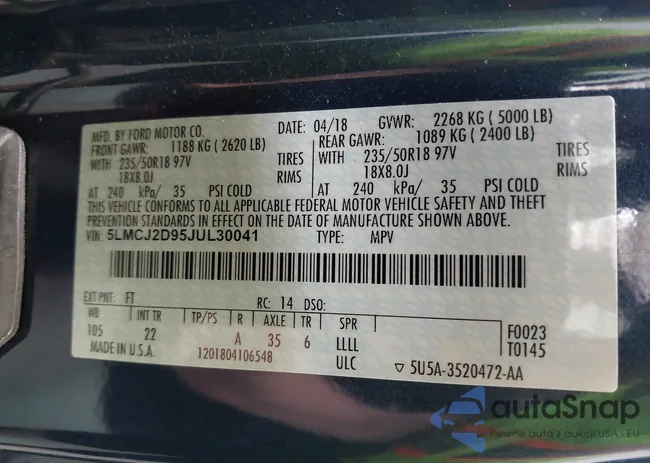 MFD. BY FORD MOTOR CO. DATE: 04/18 GVWR: 2268 KG ( 5000 LB)
FRONT GAWR: 1188 KG ( 2620 LB) REAR GAWR: 1089 KG ( 2400 LB)
WITH 235/50R18 97V TIRES WITH 235/50R18 97V TIRES
18X8.0J RIMS 18X8.0J RIMS
AT 240 kPa/ 35 PSI COLD AT 240 kPa/ 35 PSI COLD
THIS VEHICLE CONFORMS TO ALL APPLICABLE FEDERAL MOTOR VEHICLE SAFETY AND THEFT
PREVENTION STANDARDS IN EFFECT ON THE DATE OF MANUFACTURE SHOWN ABOVE.
VIN: 5LMCJ2D95JUL30041 TYPE: MPV
EXT PNT: FT RC: 14 DSO:
WB INT TR TP/PS R AXLE TR SPR F0023
105 22 A 35 6 LLLL T0145
MADE IN U.S.A. 1201804106548 ULC ▽ 5U5A-3520472-AA
autaSnap
Pewne auto z aukcji USA i EU